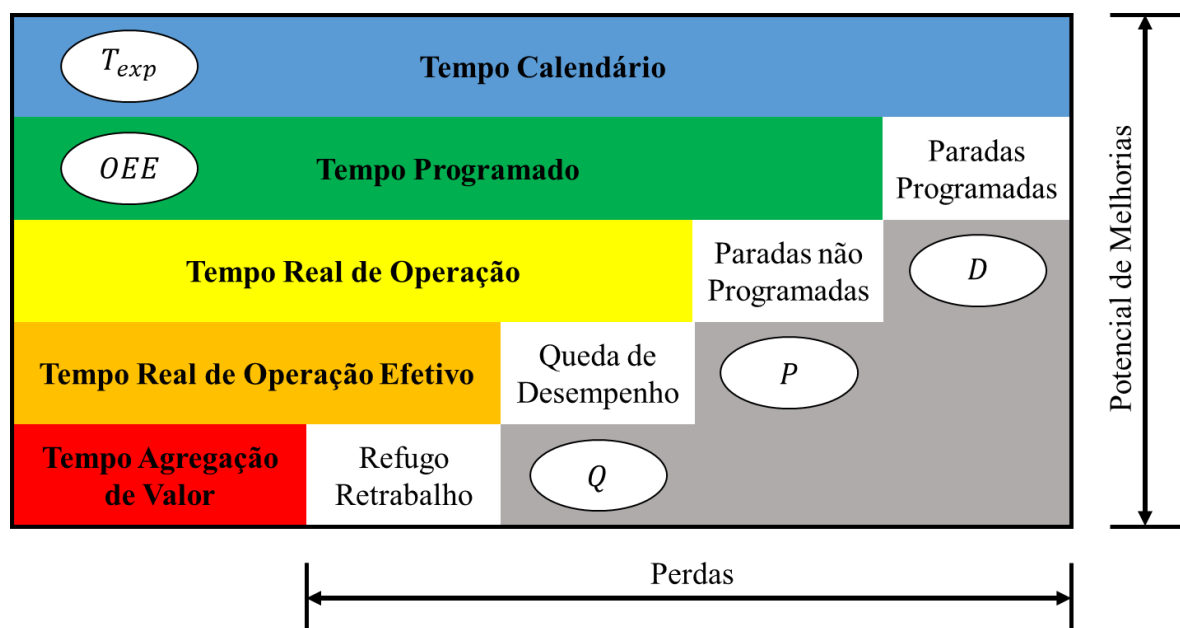 T_exp
Tempo Calendário
OEE
Tempo Programado
Paradas
Programadas
Tempo Real de Operação
Paradas não
Programadas
D
Tempo Real de Operação Efetivo
Queda de
Desempenho
P
Tempo Agregação
de Valor
Refugo
Retrabalho
Q
Potencial de Melhorias
Perdas